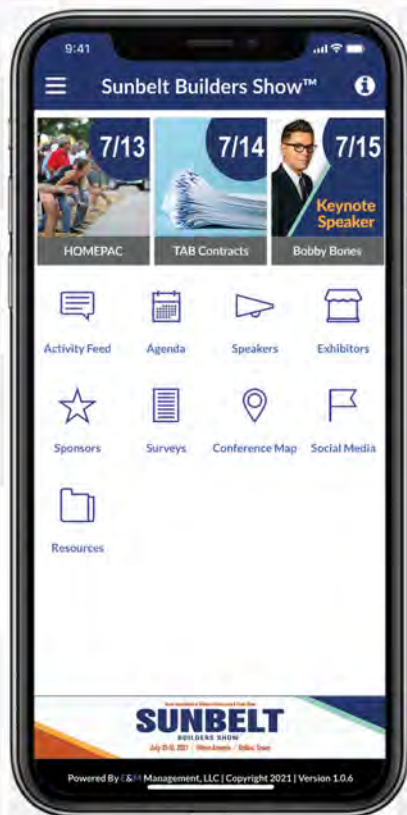 9:41
Sunbelt Builders Show™
7/13
7/14
7/15
Keynote
Speaker
HOMEPAC
TAB Contracts
Bobby Bones
Activity Feed
Agenda
Speakers
Exhibitors
Sponsors
Surveys
Conference Map
Social Media
Resources
SUNBELT
BUILDERS SHOW
2021
Powered By E&M Management, LLC | Copyright 2021 | Version 1.0.6